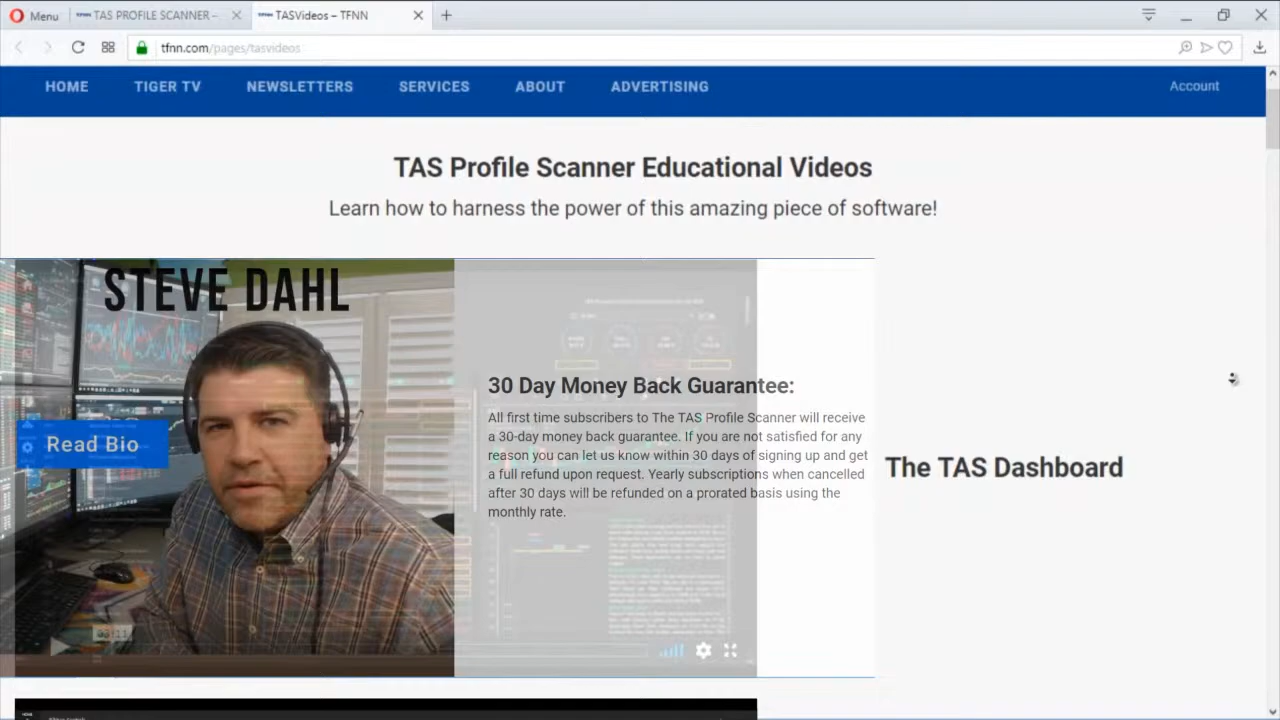 Menu
TAS PROFILE SCANNER –
TASVideos – TFNN
tfnn.com/pages/tasvideos
HOME
TIGER TV
NEWSLETTERS
SERVICES
ABOUT
ADVERTISING
Account
TAS Profile Scanner Educational Videos
Learn how to harness the power of this amazing piece of software!
STEVE DAHL
Read Bio
30 Day Money Back Guarantee:
All first time subscribers to The TAS Profile Scanner will receive
a 30-day money back guarantee. If you are not satisfied for any
reason you can let us know within 30 days of signing up and get
a full refund upon request. Yearly subscriptions when cancelled
after 30 days will be refunded on a prorated basis using the
monthly rate.
The TAS Dashboard